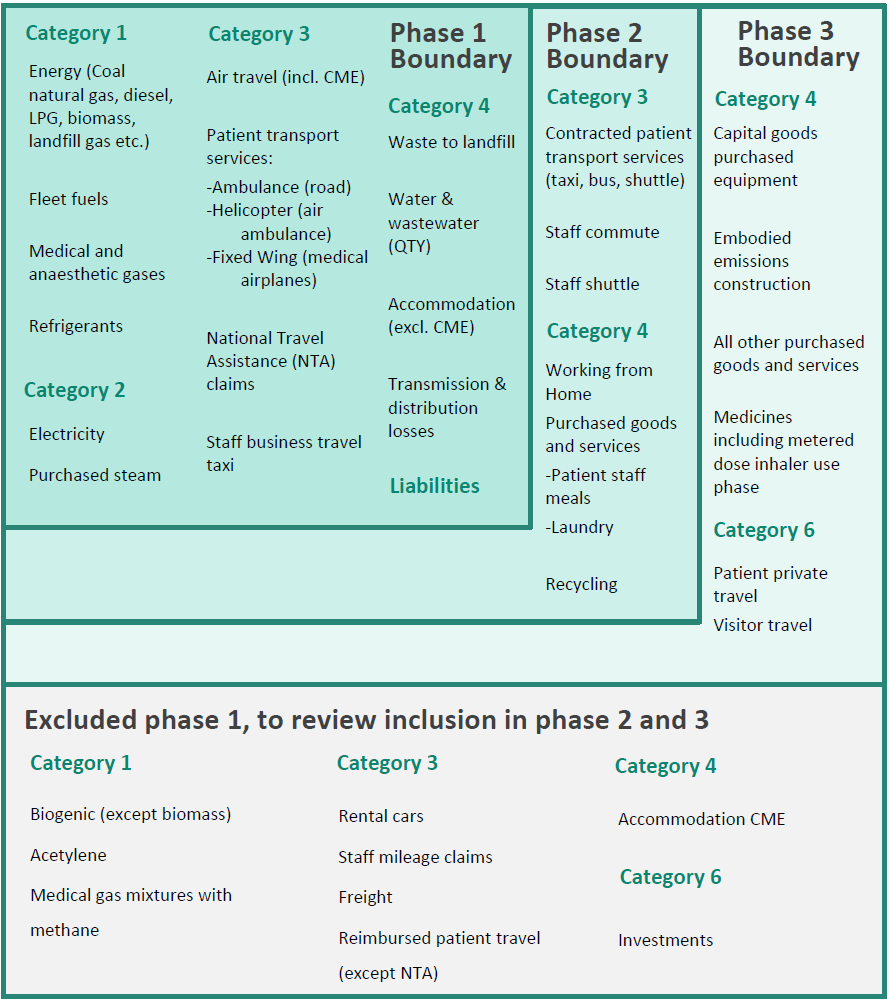 Category 1
Energy (Coal
natural gas, diesel,
LPG, biomass,
landfill gas etc.)
Fleet fuels
Medical and
anaesthetic gases
Refrigerants
Category 2
Electricity
Purchased steam
Category 3
Air travel (incl. CME)
Patient transport
services:
-Ambulance (road)
-Helicopter (air
ambulance)
-Fixed Wing (medical
airplanes)
National Travel
Assistance (NTA)
claims
Staff business travel
taxi
Phase 1
Boundary
Category 4
Waste to landfill
Water &
wastewater
(QTY)
Accommodation
(excl. CME)
Transmission &
distribution
losses
Liabilities
Phase 2
Boundary
Category 3
Contracted patient
transport services
(taxi, bus, shuttle)
Staff commute
Staff shuttle
Category 4
Working from
Home
Purchased goods
and services
-Patient staff
meals
-Laundry
Recycling
Phase 3
Boundary
Category 4
Capital goods
purchased
equipment
Embodied
emissions
construction
All other purchased
goods and services
Medicines
including metered
dose inhaler use
phase
Category 6
Patient private
travel
Visitor travel
Excluded phase 1, to review inclusion in phase 2 and 3
Category 1
Biogenic (except biomass)
Acetylene
Medical gas mixtures with
methane
Category 3
Rental cars
Staff mileage claims
Freight
Reimbursed patient travel
(except NTA)
Category 4
Accommodation CME
Category 6
Investments